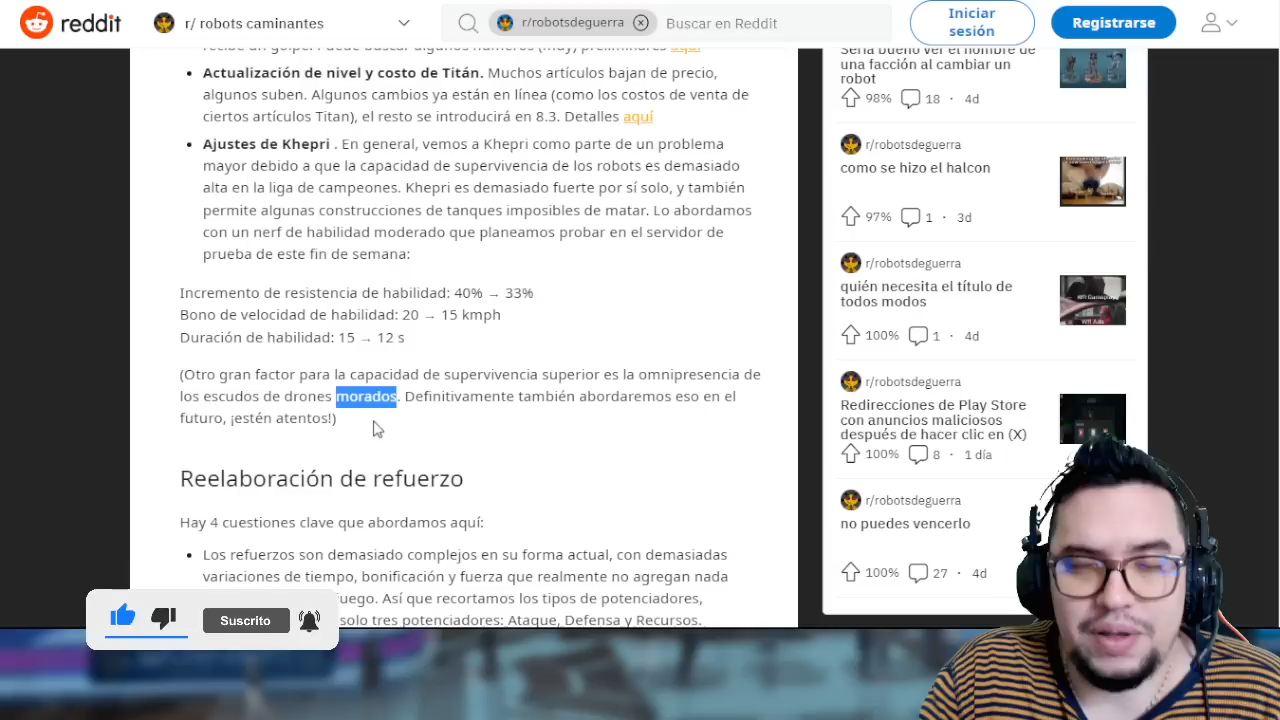 reddit
r/ robots caminantes
r/robotsdeguerra
Buscar en Reddit
Iniciar
sesión
Registrarse
aquí
Actualización de nivel y costo de Titán. Muchos artículos bajan de precio,
algunos suben. Algunos cambios ya están en línea (como los costos de venta de
ciertos artículos Titan), el resto se introducirá en 8.3. Detalles aquí
Ajustes de Khepri . En general, vemos a Khepri como parte de un problema
mayor debido a que la capacidad de supervivencia de los robots es demasiado
alta en la liga de campeones. Khepri es demasiado fuerte por sí solo, y también
permite algunas construcciones de tanques imposibles de matar. Lo abordamos
con un nerf de habilidad moderado que planeamos probar en el servidor de
prueba de este fin de semana:
Incremento de resistencia de habilidad: 40% → 33%
Bono de velocidad de habilidad: 20 → 15 kmph
Duración de habilidad: 15 → 12 s
(Otro gran factor para la capacidad de supervivencia superior es la omnipresencia de
los escudos de drones morados. Definitivamente también abordaremos eso en el
futuro, ¡estén atentos!)
Reelaboración de refuerzo
Hay 4 cuestiones clave que abordamos aquí:
Los refuerzos son demasiado complejos en su forma actual, con demasiadas
variaciones de tiempo, bonificación y fuerza que realmente no agregan nada
juego. Así que recortamos los tipos de potenciadores,
solo tres potenciadores: Ataque, Defensa y Recursos.
Suscrito
Sería bueno ver el nombre de
una facción al cambiar un
robot
98% 18 · 4d
r/robotsdeguerra
como se hizo el halcon
97% 1 · 3d
r/robotsdeguerra
quién necesita el título de
todos modos
100% 1 · 4d
r/robotsdeguerra
Redirecciones de Play Store
con anuncios maliciosos
después de hacer clic en (X)
100% 8 · 1 día
r/robotsdeguerra
no puedes vencerlo
100% 27 · 4d